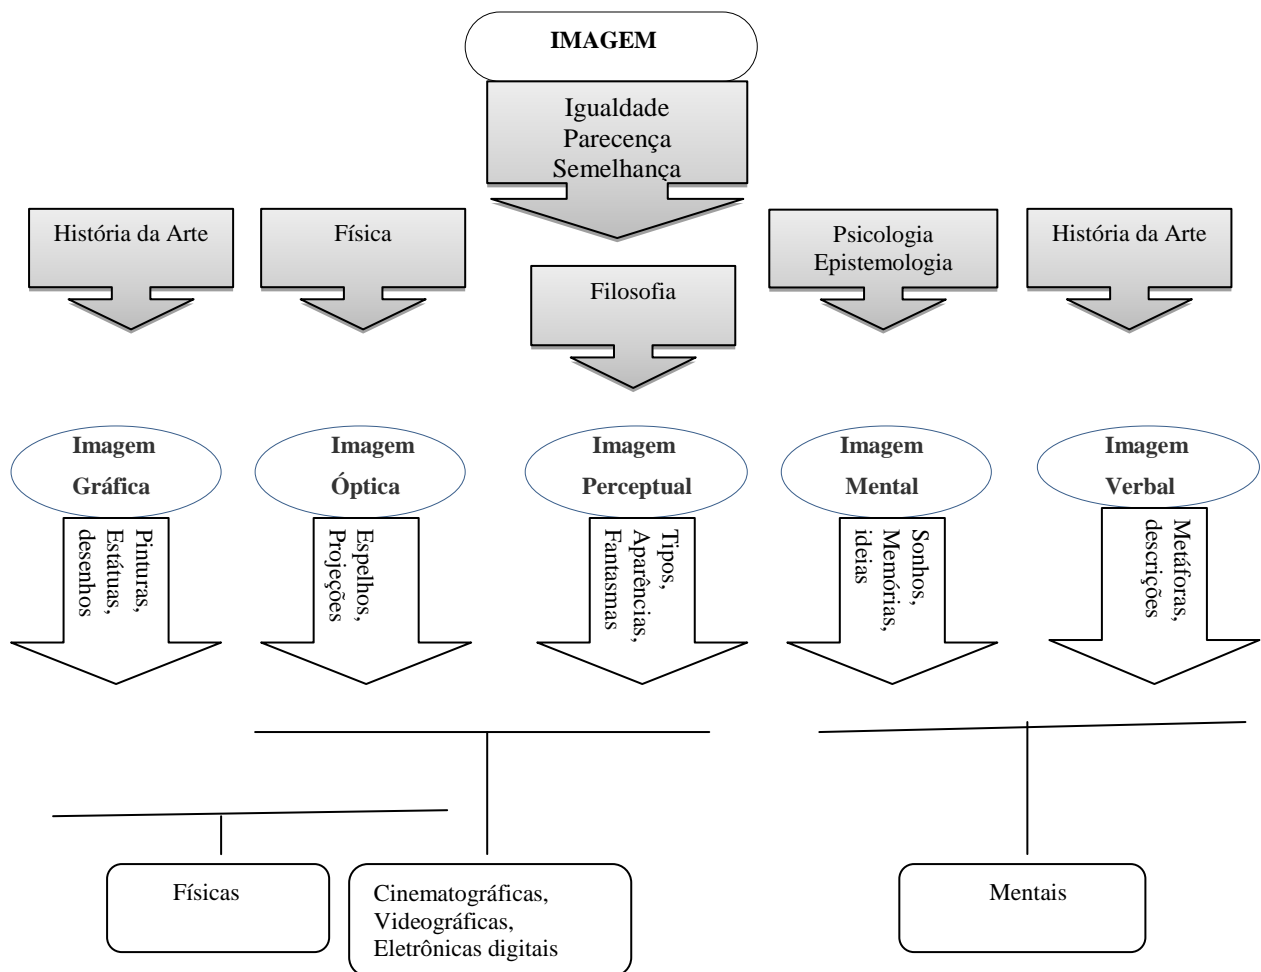 IMAGEM
Igualdade
Parecença
Semelhança
História da Arte
Física
Filosofia
Psicologia
Epistemologia
História da Arte
Imagem
Gráfica
Imagem
Óptica
Imagem
Perceptual
Imagem
Mental
Imagem
Verbal
Pinturas,
Estátuas,
desenhos
Espelhos,
Projeções
Tipos,
Aparências,
Fantasmas
Sonhos,
Memórias,
ideias
Metáforas,
descrições
Físicas
Cinematográficas,
Videográficas,
Eletrônicas digitais
Mentais